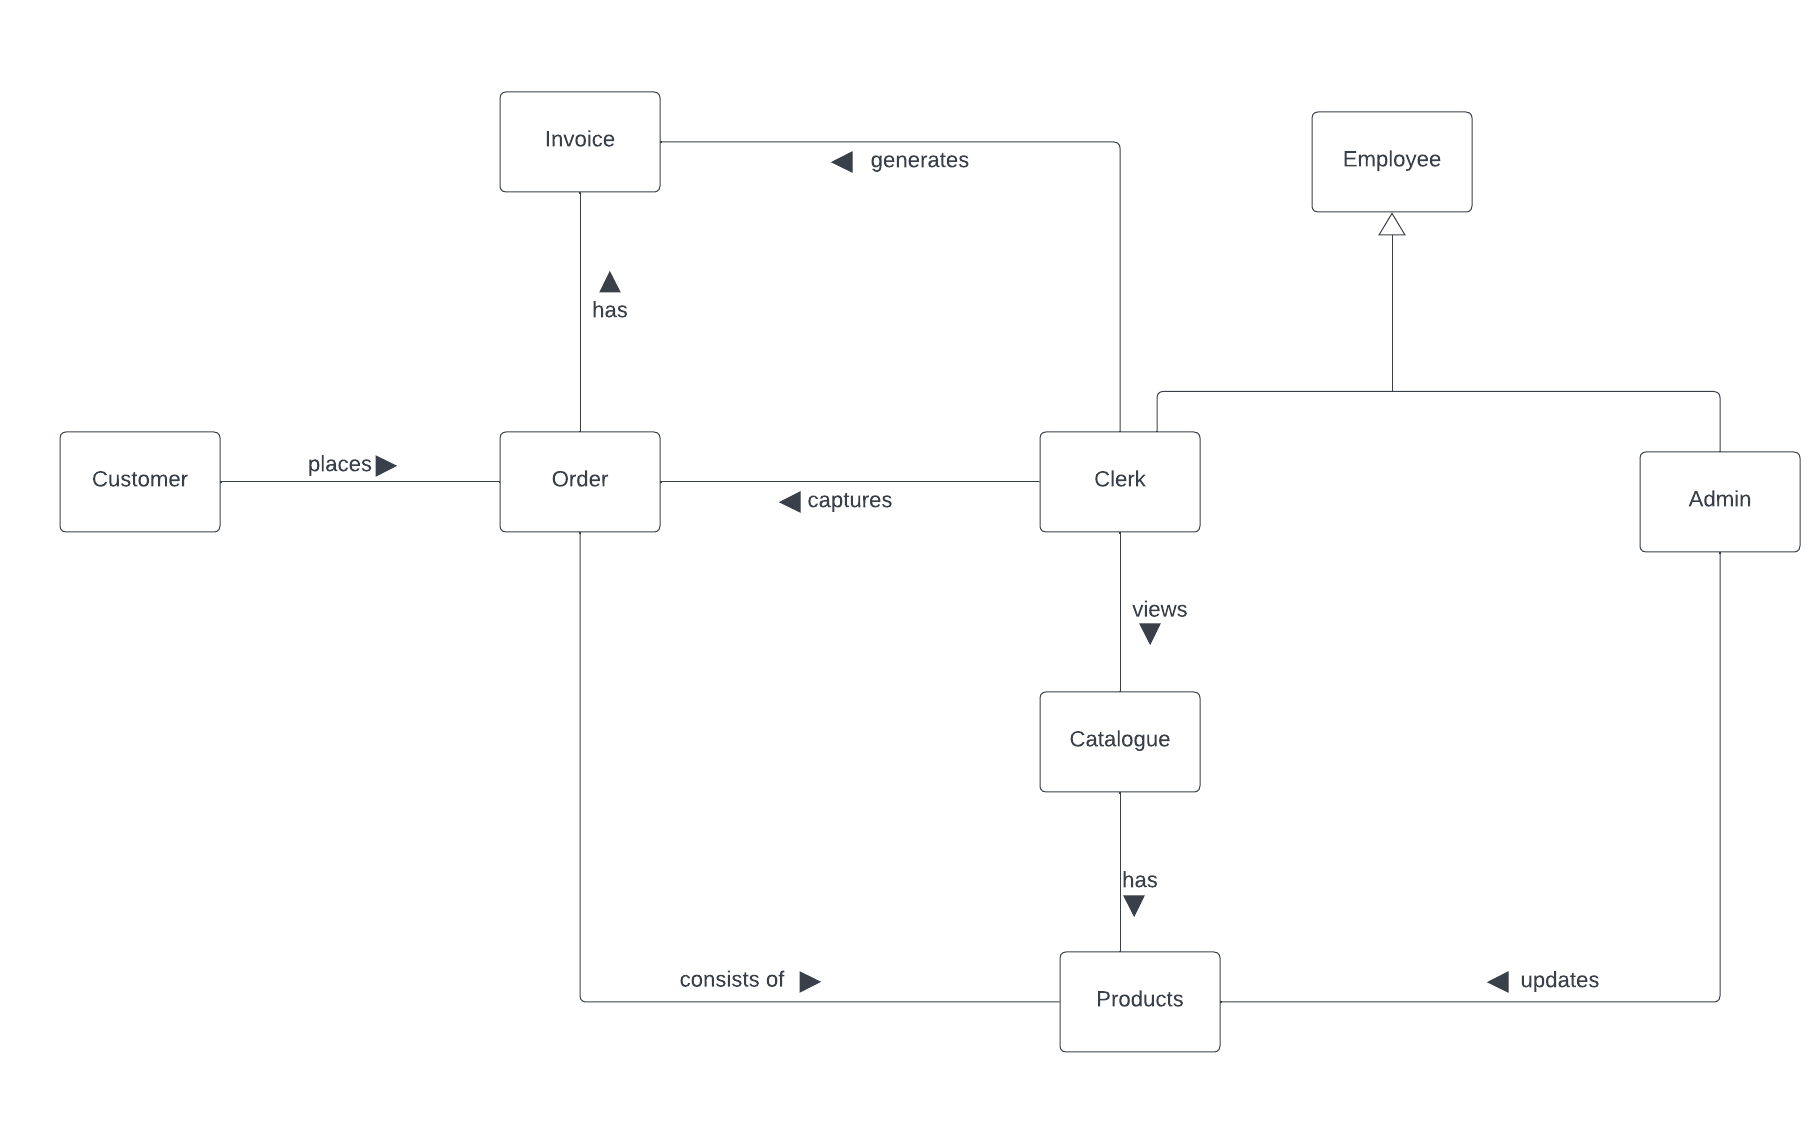 Invoice
generates
Employee
has
places
Customer
Order
captures
Clerk
Admin
views
Catalogue
has
consists of
Products
updates